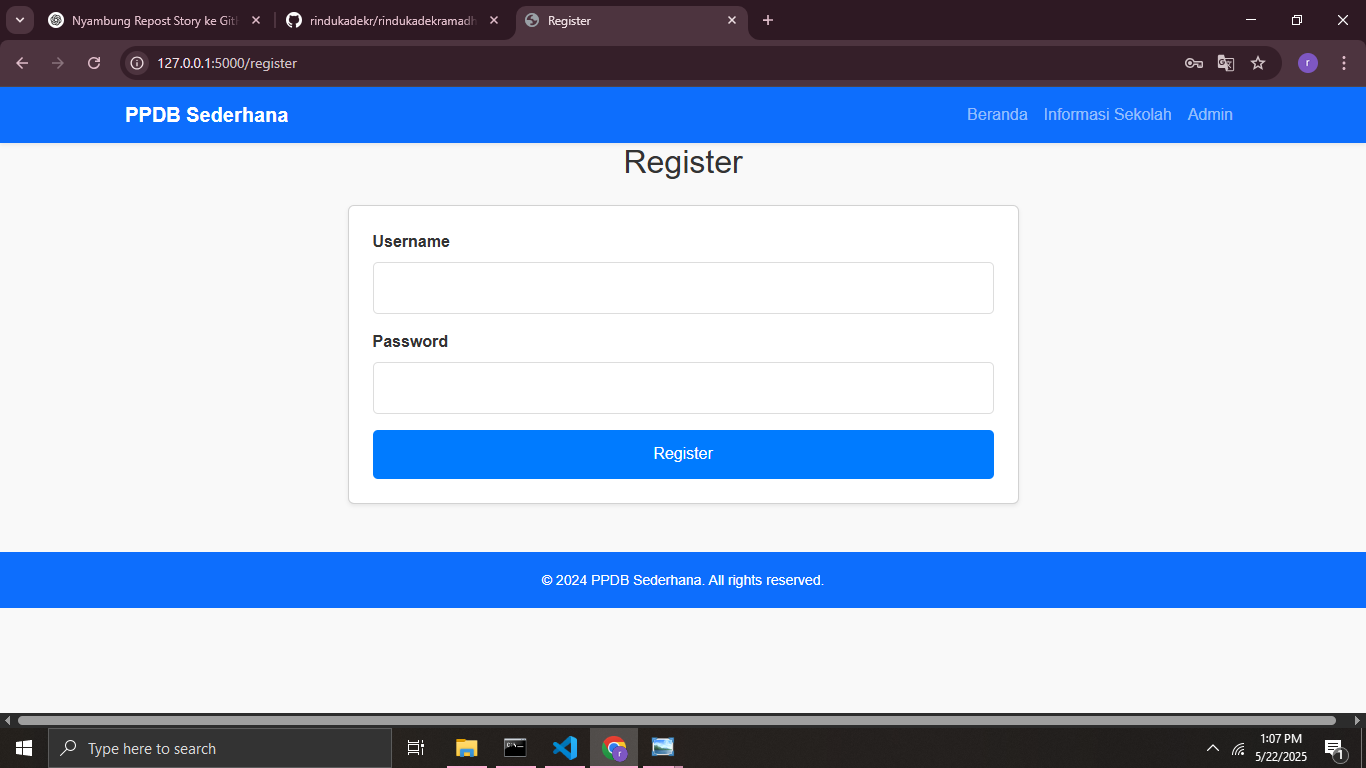 Nyambung Repost Story ke Git
rindukadekr/rindukadekramadh
Register
127.0.0.1:5000/register
r
PPDB Sederhana
Beranda
Informasi Sekolah
Admin
Register
Username
Password
Register
© 2024 PPDB Sederhana. All rights reserved.
Type here to search
r
1:07 PM
5/22/2025
1